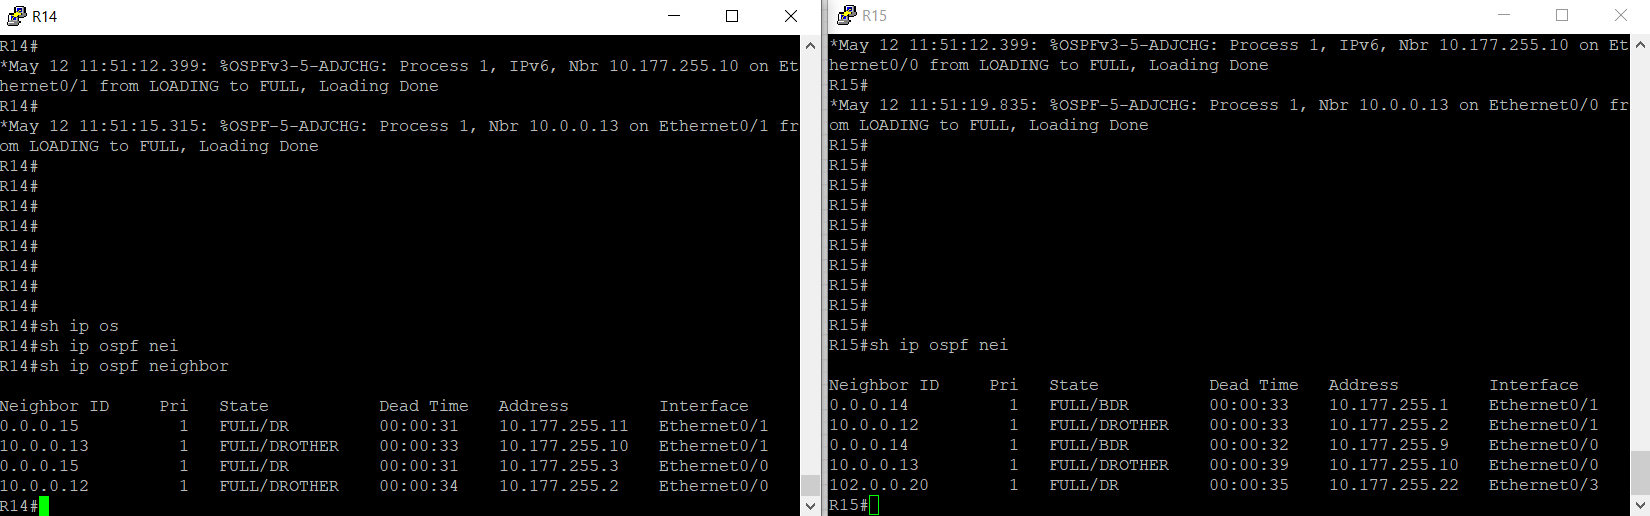 R14
R14#
*May 12 11:51:12.399: %OSPFv3-5-ADJCHG: Process 1, IPv6, Nbr 10.177.255.10 on Et
hernet0/1 from LOADING to FULL, Loading Done
R14#
*May 12 11:51:15.315: %OSPF-5-ADJCHG: Process 1, Nbr 10.0.0.13 on Ethernet0/1 fr
om LOADING to FULL, Loading Done
R14#
R14#
R14#
R14#
R14#
R14#
R14#
R14#
R14#sh ip os
R14#sh ip ospf nei
R14#sh ip ospf neighbor
Neighbor ID     Pri   State           Dead Time   Address         Interface
0.0.0.15          1   FULL/DR         00:00:31    10.177.255.11   Ethernet0/1
10.0.0.13         1   FULL/DROTHER    00:00:33    10.177.255.10   Ethernet0/1
0.0.0.15          1   FULL/DR         00:00:31    10.177.255.3    Ethernet0/0
10.0.0.12         1   FULL/DROTHER    00:00:34    10.177.255.2    Ethernet0/0
R14#
R15
*May 12 11:51:12.399: %OSPFv3-5-ADJCHG: Process 1, IPv6, Nbr 10.177.255.10 on Et
hernet0/0 from LOADING to FULL, Loading Done
R15#
*May 12 11:51:19.835: %OSPF-5-ADJCHG: Process 1, Nbr 10.0.0.13 on Ethernet0/0 fr
om LOADING to FULL, Loading Done
R15#
R15#
R15#
R15#
R15#
R15#
R15#
R15#
R15#
R15#
R15#sh ip ospf nei
Neighbor ID     Pri   State           Dead Time   Address         Interface
0.0.0.14          1   FULL/BDR        00:00:33    10.177.255.1    Ethernet0/1
10.0.0.12         1   FULL/DROTHER    00:00:33    10.177.255.2    Ethernet0/1
0.0.0.14          1   FULL/BDR        00:00:32    10.177.255.9    Ethernet0/0
10.0.0.13         1   FULL/DROTHER    00:00:39    10.177.255.10   Ethernet0/0
102.0.0.20        1   FULL/DR         00:00:35    10.177.255.22   Ethernet0/3
R15#